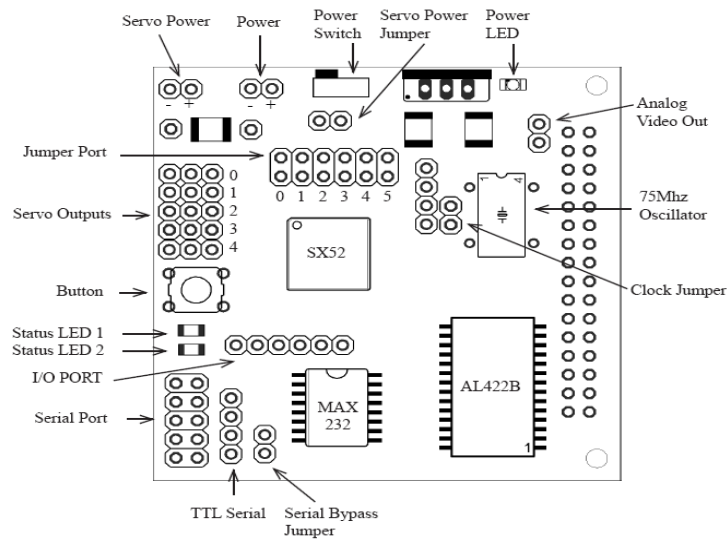 Servo Power
Power
Power
Switch
Servo Power
Jumper
Power
LED
- +
- +
Analog
Video Out
Jumper Port
0
1
2
3
4
0 1 2 3 4 5
1 4
75Mhz
Oscillator
Servo Outputs
SX52
Button
Clock Jumper
Status LED 1
Status LED 2
I/O PORT
AL422B
MAX
232
Serial Port
1
TTL Serial
Serial Bypass
Jumper